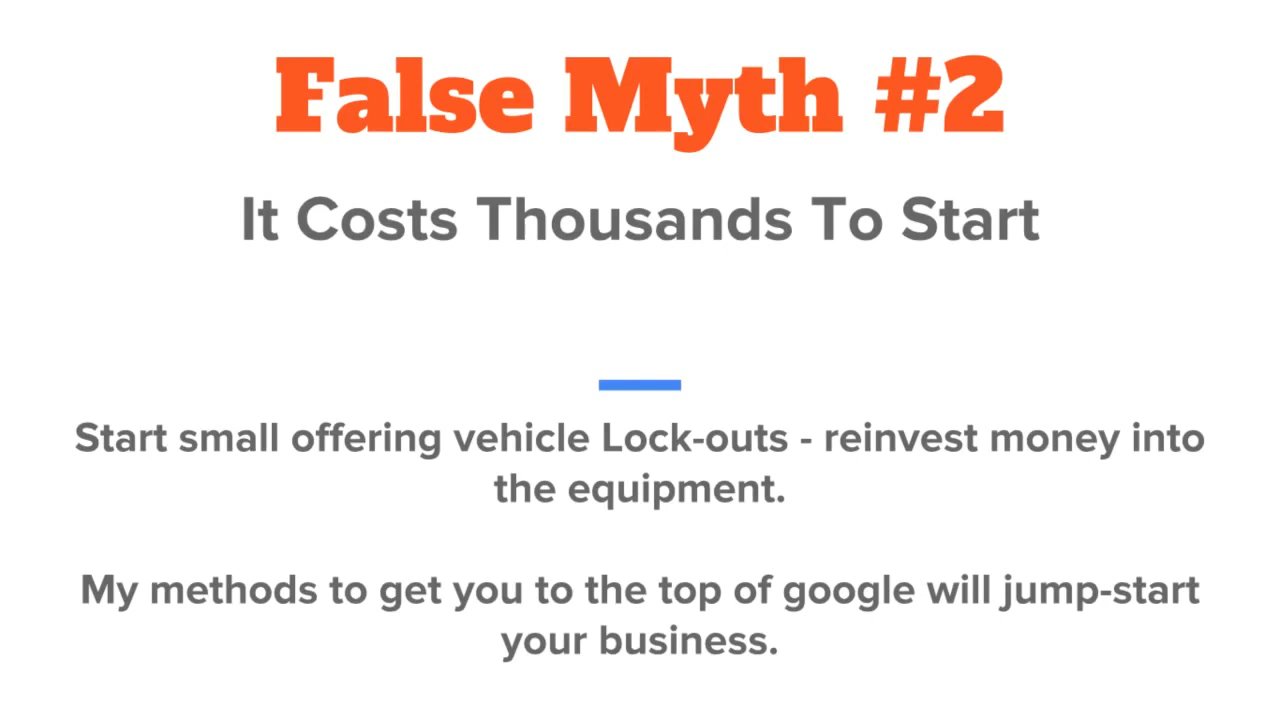 False Myth #2
It Costs Thousands To Start
Start small offering vehicle Lock-outs - reinvest money into
the equipment.
My methods to get you to the top of google will jump-start
your business.